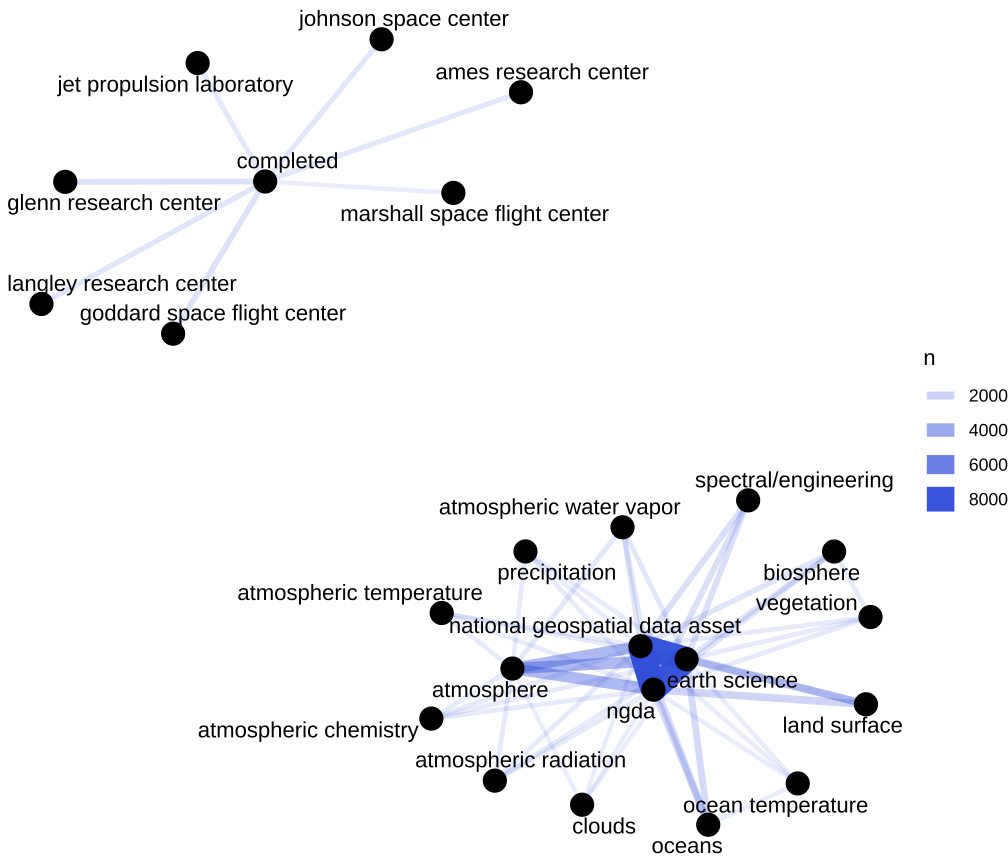 johnson space center
jet propulsion laboratory
ames research center
completed
glenn research center
marshall space flight center
langley research center
goddard space flight center
n
2000
4000
6000
8000
spectral/engineering
atmospheric water vapor
precipitation
biosphere
atmospheric temperature
vegetation
national geospatial data asset
earth science
atmosphere
ngda
land surface
atmospheric chemistry
atmospheric radiation
ocean temperature
clouds
oceans